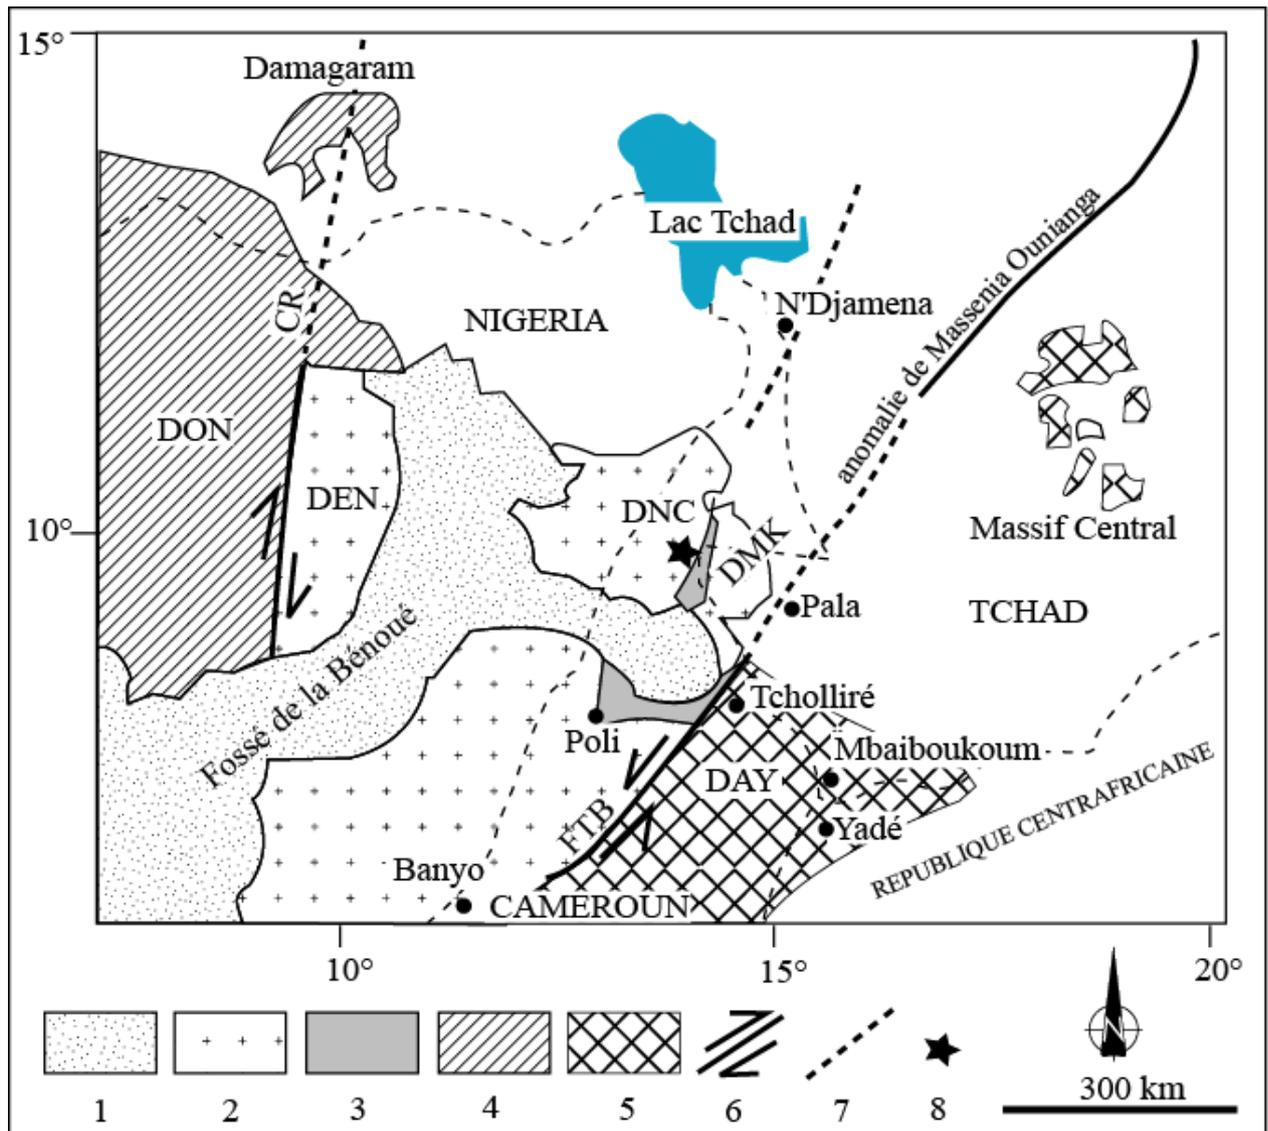 15°
Damagaram
Lac Tchad
anomalie de Massenia Ounianga
CR
NIGERIA
N'Djamena
DON
DEN
DNC
DMK
10°
Massif Central
Pala
TCHAD
Fossé de la Bénoué
Tcholliré
Poli
Mbaiboukoum
DAY
FTB
Yadé
REPUBLIQUE CENTRAFRICAINE
Banyo
CAMEROUN
10°
15°
20°
N
300 km
1 2 3 4 5 6 7 8